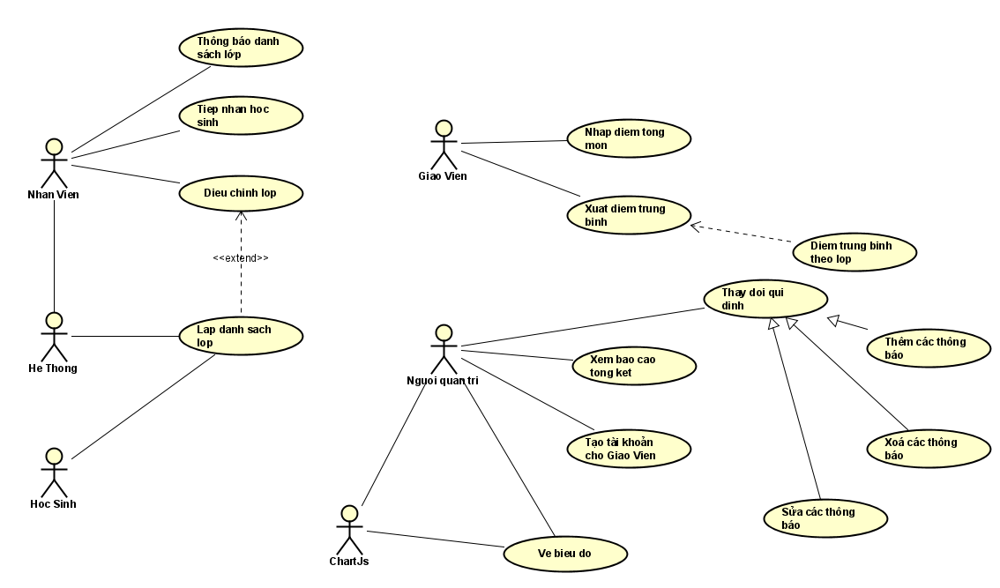 Thông báo danh
sách lớp
Tiep nhan hoc
sinh
Nhan Vien
Dieu chinh lop
<<extend>>
He Thong
Lap danh sach
lop
Hoc Sinh
Giao Vien
Nhap diem tong
mon
Xuat diem trung
binh
Diem trung binh
theo lop
Thay doi qui
dinh
Thêm các thông
báo
Nguoi quan tri
Xem bao cao
tong ket
Tạo tài khoản
cho Giao Vien
Xoá các thông
báo
Sửa các thông
báo
ChartJs
Ve bieu do